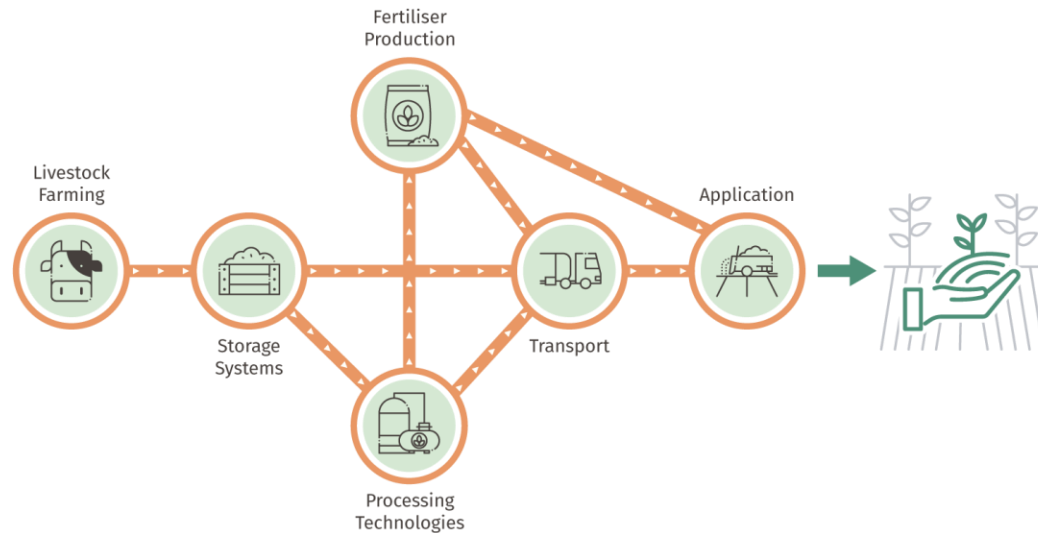 Fertiliser
Production
Livestock
Farming
Application
Storage
Systems
Transport
Processing
Technologies